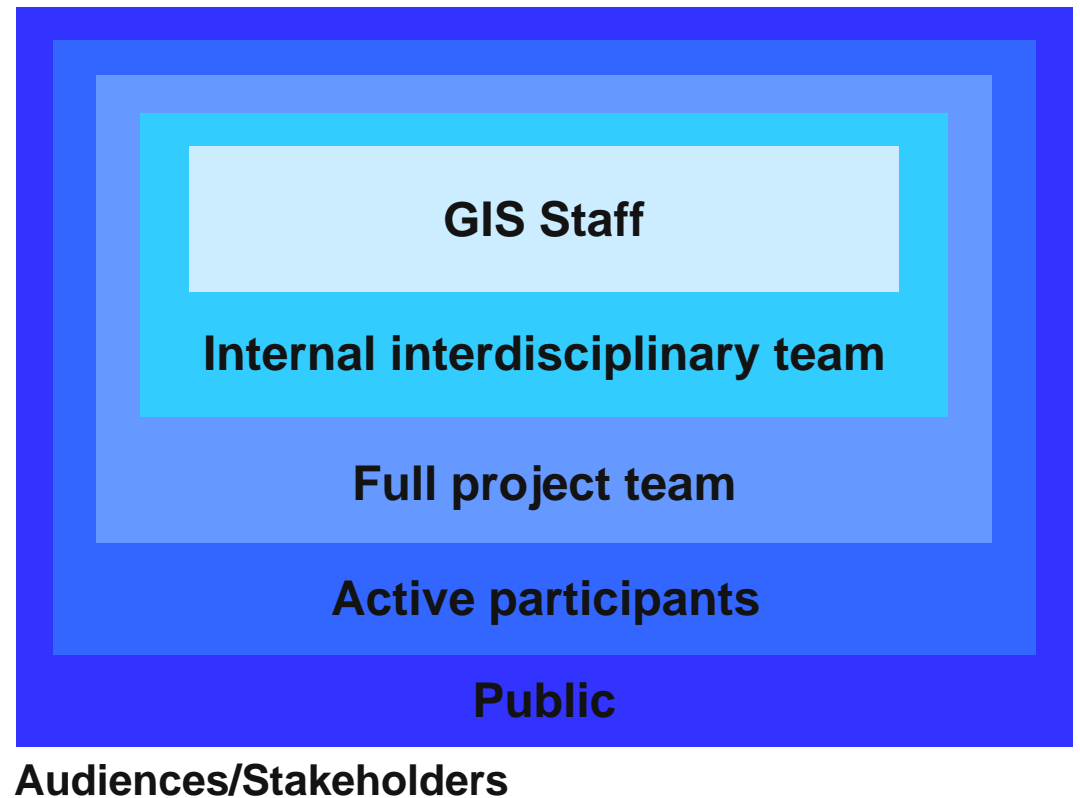 GIS Staff
Internal interdisciplinary team
Full project team
Active participants
Public
Audiences/Stakeholders